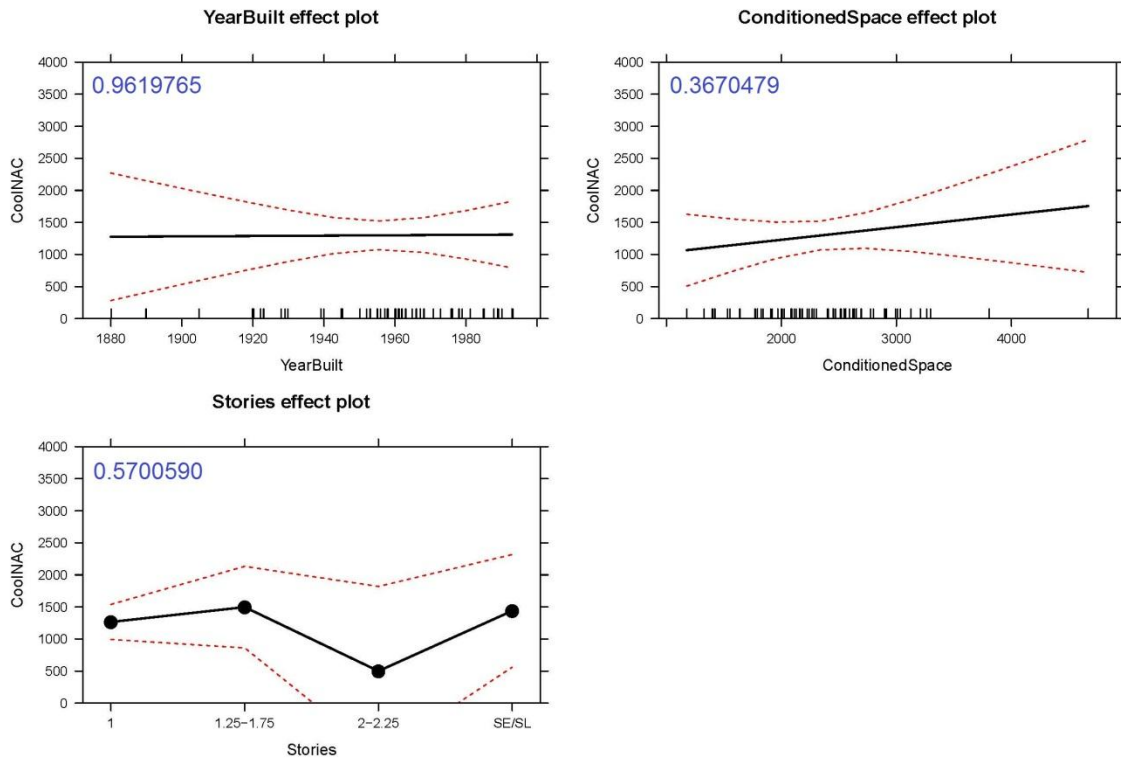 YearBuilt effect plot
0.9619765
4000
3500
3000
2500
2000
1500
1000
500
0
CoolNAC
1880 1900 1920 1940 1960 1980
YearBuilt
ConditionedSpace effect plot
0.3670479
4000
3500
3000
2500
2000
1500
1000
500
0
CoolNAC
2000 3000 4000
ConditionedSpace
Stories effect plot
0.5700590
4000
3500
3000
2500
2000
1500
1000
500
0
CoolNAC
1 1.25−1.75 2−2.25 SE/SL
Stories